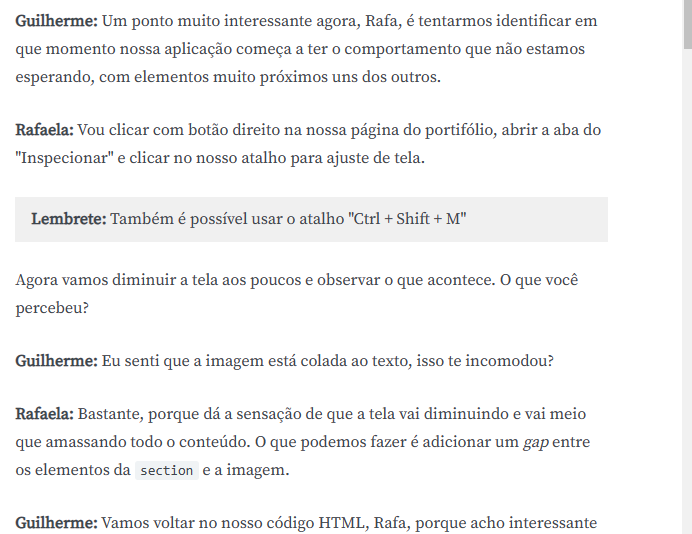 Guilherme: Um ponto muito interessante agora, Rafa, é tentarmos identificar em
que momento nossa aplicação começa a ter o comportamento que não estamos
esperando, com elementos muito próximos uns dos outros.
Rafaela: Vou clicar com botão direito na nossa página do portifólio, abrir a aba do
"Inspecionar" e clicar no nosso atalho para ajuste de tela.
Lembrete: Também é possível usar o atalho "Ctrl + Shift + M"
Agora vamos diminuir a tela aos poucos e observar o que acontece. O que você
percebeu?
Guilherme: Eu senti que a imagem está colada ao texto, isso te incomodou?
Rafaela: Bastante, porque dá a sensação de que a tela vai diminuindo e vai meio
que amassando todo o conteúdo. O que podemos fazer é adicionar um gap entre
os elementos da section e a imagem.
Guilherme: Vamos voltar no nosso código HTML, Rafa, porque acho interessante